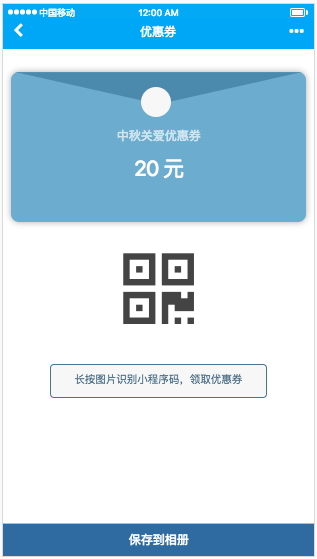 中国移动 12:00 AM
优惠券
中秋关爱优惠券
20 元
长按图片识别小程序码，领取优惠券
保存到相册